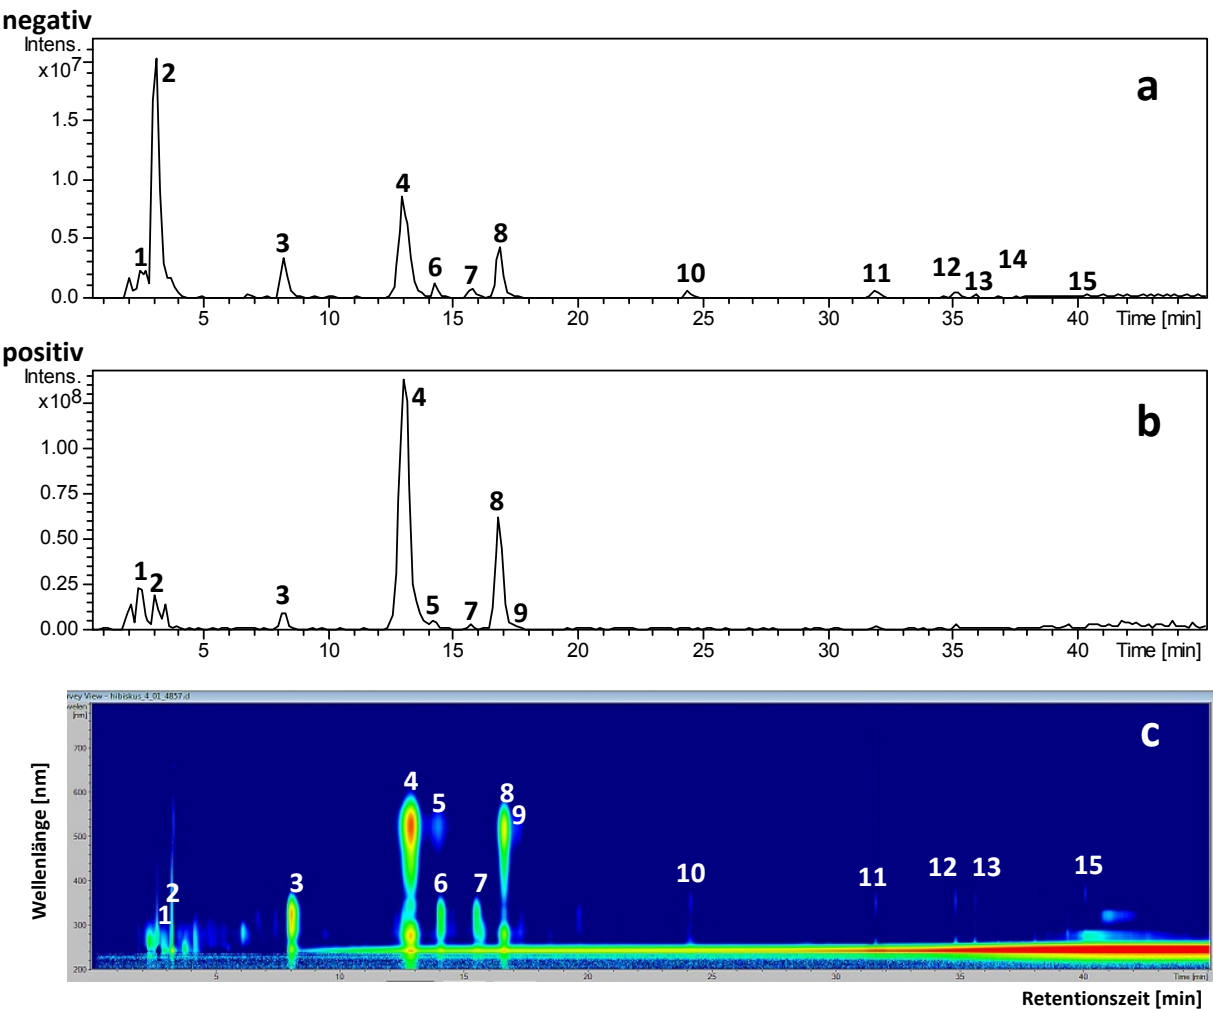 negativ
Intens.
x10⁷
1.5
1.0
0.5
0.0
a
1 2 3 4 6 7 8 10 11 12 13 14 15
5 10 15 20 25 30 35 40 Time [min]
positiv
Intens.
x10⁸
1.00
0.75
0.50
0.25
0.00
b
1 2 3 4 5 7 8 9
5 10 15 20 25 30 35 40 Time [min]
rvey View - hibiskus_4_01_4857.d
[nm]
700
600
500
400
300
200
Wellenlänge [nm]
c
1 2 3 4 5 6 7 8 9 10 11 12 13 15
5 10 15 20 25 30 35 40 Time [min]
Retentionszeit [min]